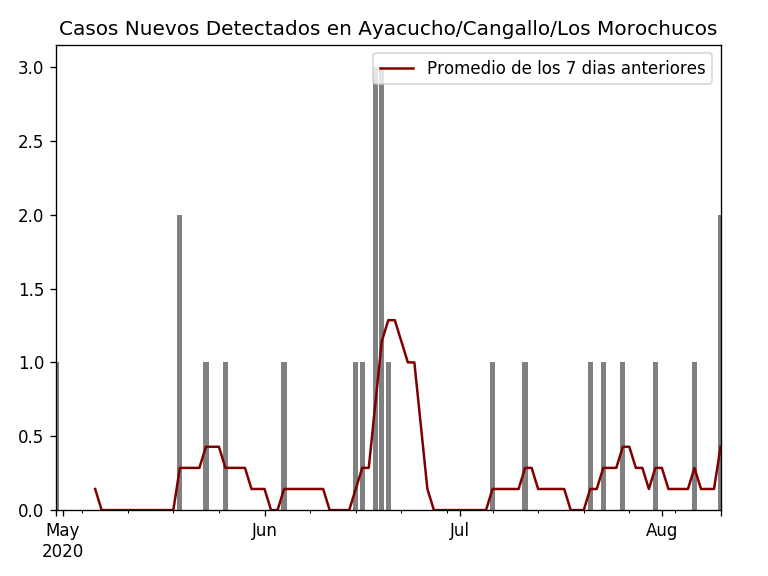 Casos Nuevos Detectados en Ayacucho/Cangallo/Los Morochucos
Promedio de los 7 dias anteriores
3.0
2.5
2.0
1.5
1.0
0.5
0.0
May Jun Jul Aug
2020